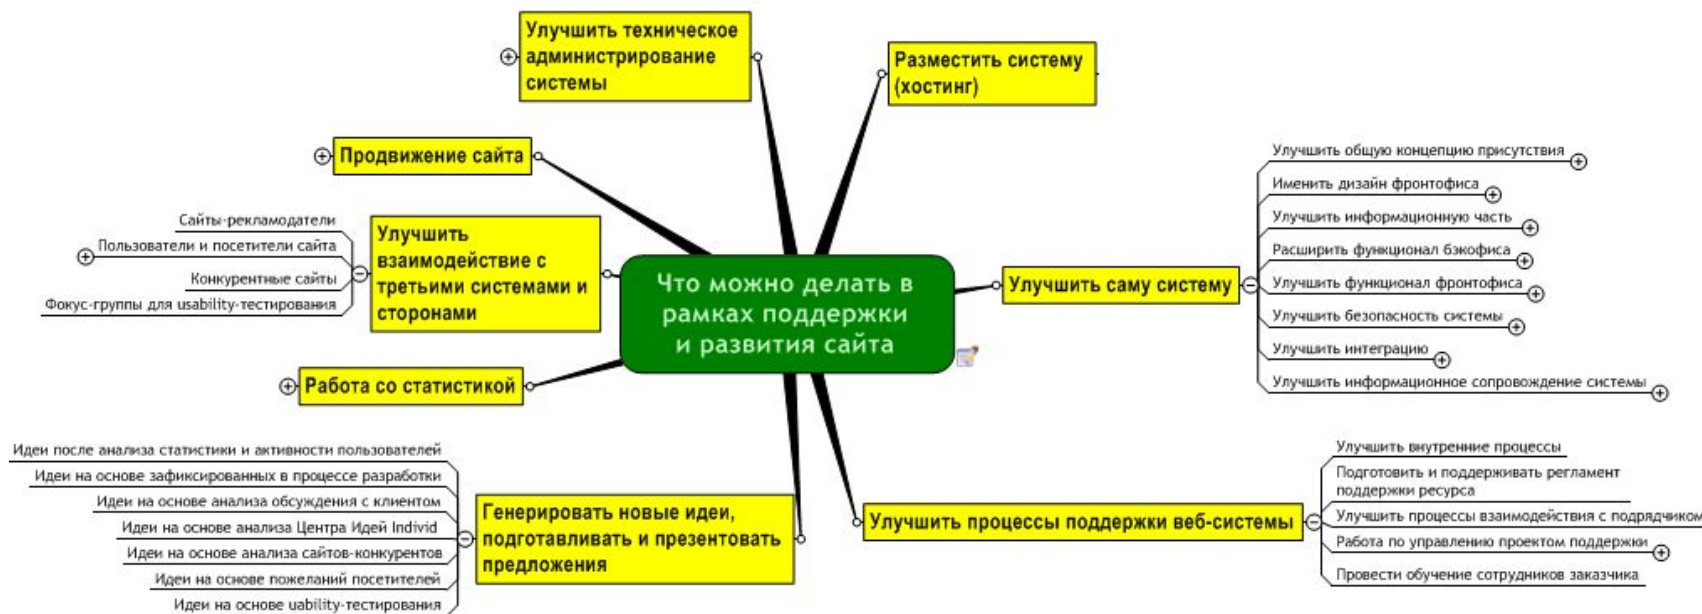 Улучшить техническое
администрирование
системы
Разместить систему
(хостинг)
Продвижение сайта
Сайты-рекламодатели
Пользователи и посетители сайта
Конкурентные сайты
Фокус-группы для usability-тестирования
Улучшить
взаимодействие с
третьими системами и
сторонами
Что можно делать в
рамках поддержки
и развития сайта
Улучшить саму систему
Улучшить общую концепцию присутствия
Именить дизайн фронтофиса
Улучшить информационную часть
Расширить функционал бэкофиса
Улучшить функционал фронтофиса
Улучшить безопасность системы
Улучшить интеграцию
Улучшить информационное сопровождение системы
Работа со статистикой
Идеи после анализа статистики и активности пользователей
Идеи на основе зафиксированных в процессе разработки
Идеи на основе анализа обсуждения с клиентом
Идеи на основе анализа Центра Идей Individ
Идеи на основе анализа сайтов-конкурентов
Идеи на основе пожеланий посетителей
Идеи на основе uability-тестирования
Генерировать новые идеи,
подготавливать и презентовать
предложения
Улучшить процессы поддержки веб-системы
Улучшить внутренние процессы
Подготовить и поддерживать регламент
поддержки ресурса
Улучшить процессы взаимодействия с подрядчиком
Работа по управлению проектом поддержки
Провести обучение сотрудников заказчика